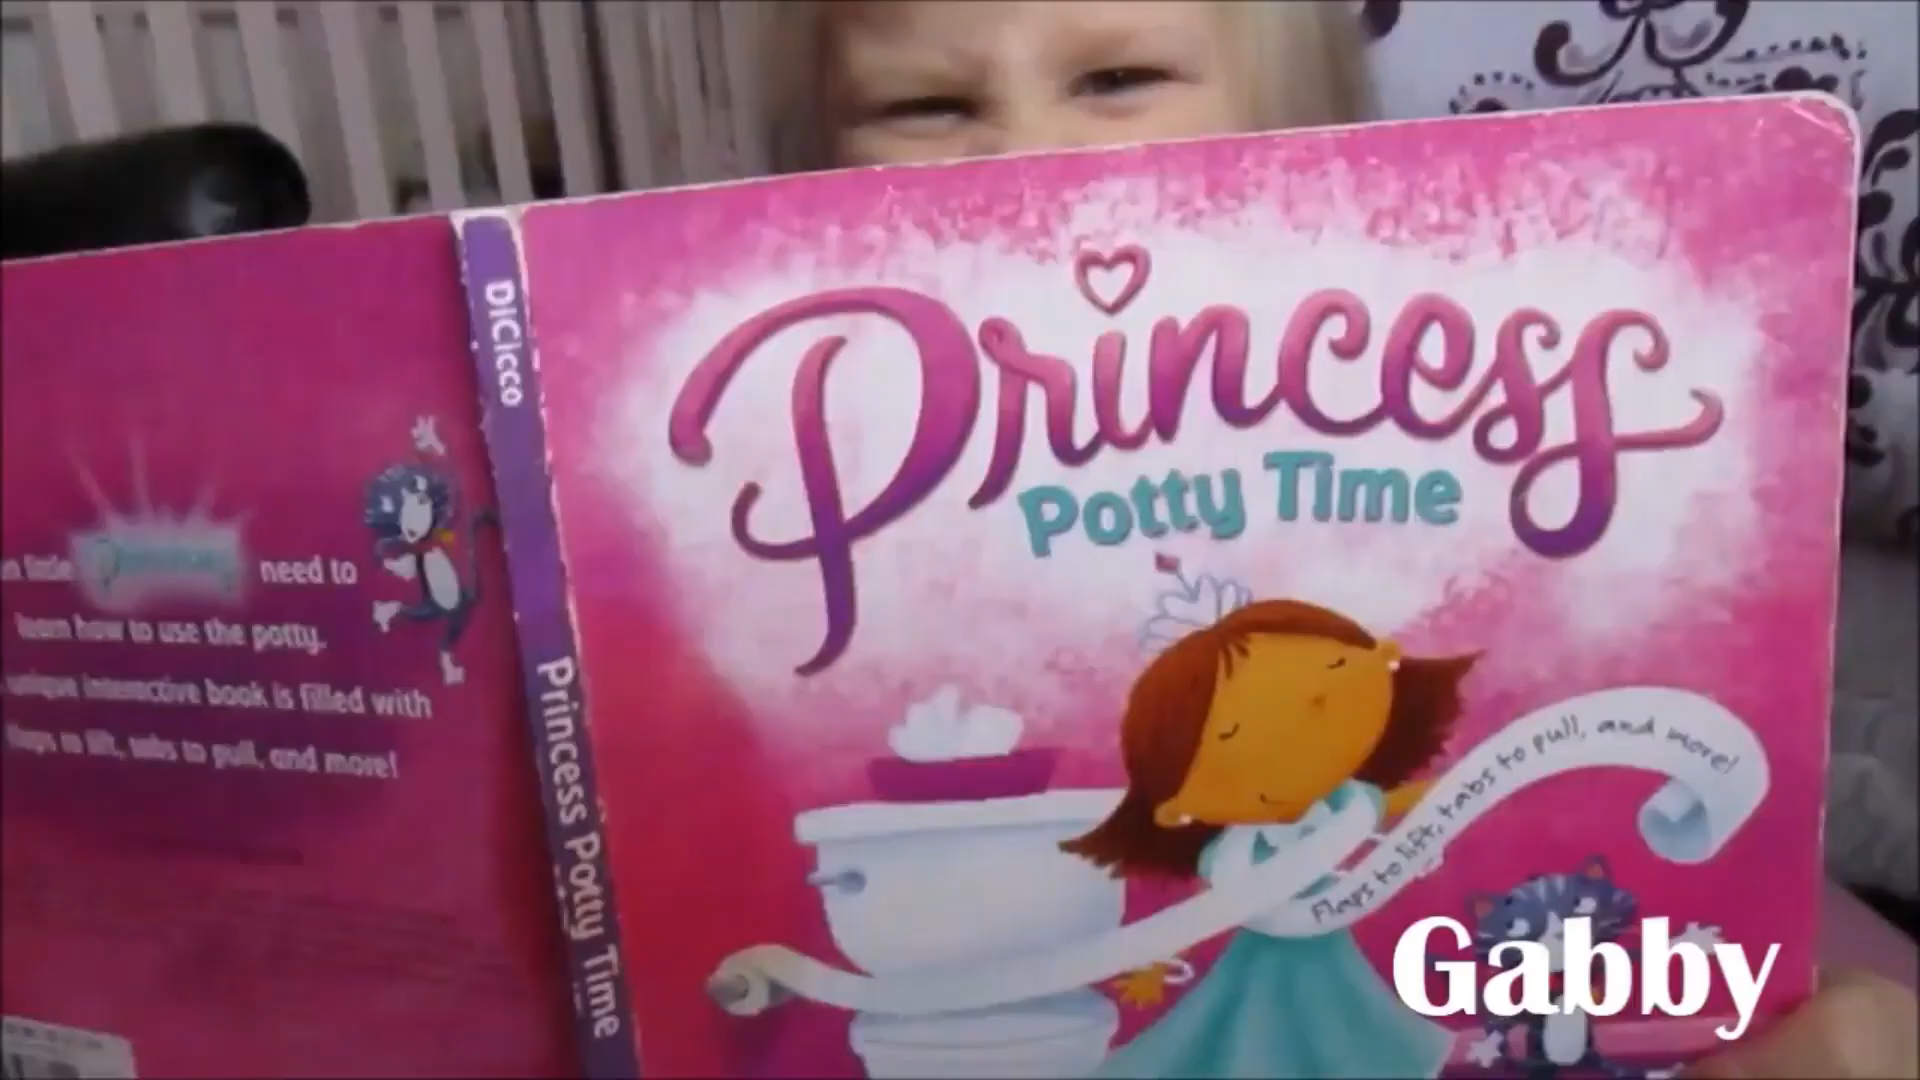 need to
learn how to use the potty.
unique interactive book is filled with
flaps to lift, tabs to pull, and more!
DiCicco
Princess Potty Time
Princess
Potty Time
Flaps to lift, tabs to pull, and more!
Gabby